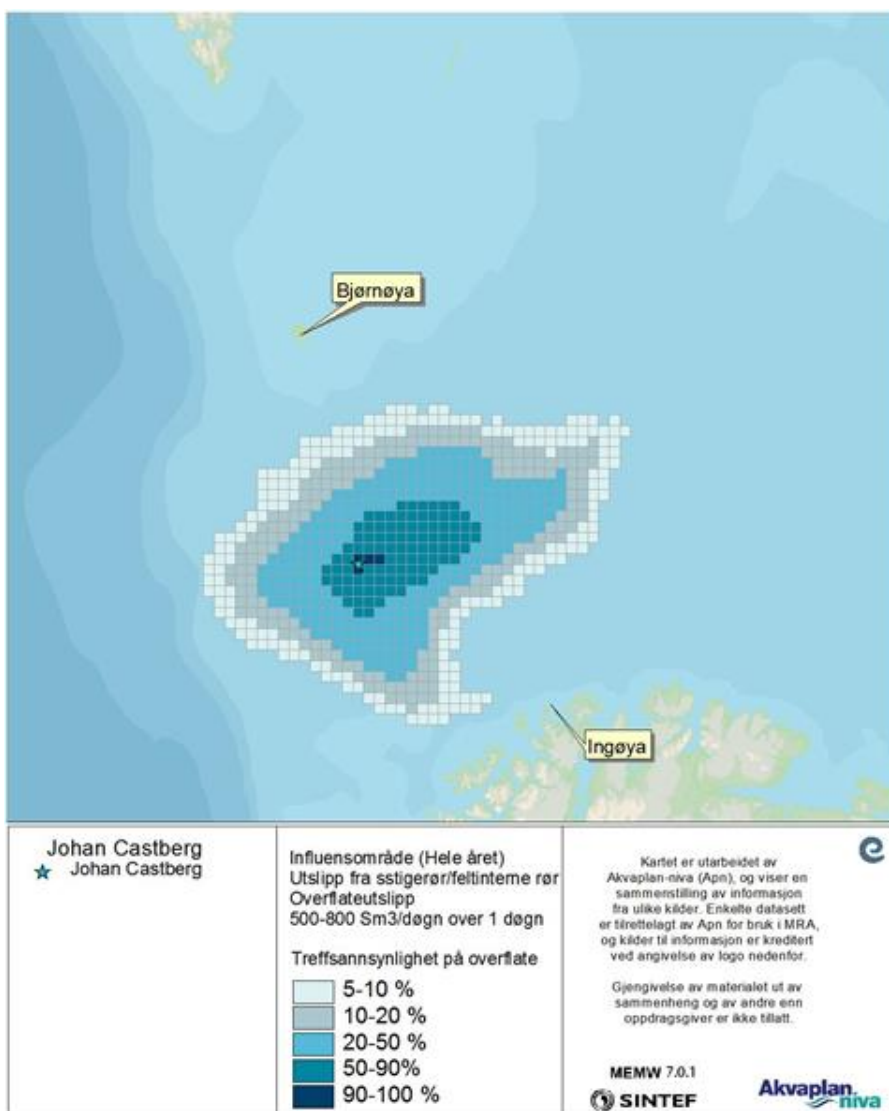 Bjørnøya
Ingøya
Johan Castberg
Johan Castberg
Influensområde (Hele året)
Utslipp fra sstigerør/feltinterne rør
Overflateutslipp
500-800 Sm3/døgn over 1 døgn
Treffsannsynlighet på overflate
5-10 %
10-20 %
20-50 %
50-90%
90-100 %
Kartet er utarbeidet av
Akvaplan-niva (Apn), og viser en
sammenstilling av informasjon
fra ulike kilder. Enkelte datasett
er tilrettelagt av Apn for bruk i MRA,
og kilder til informasjon er kreditert
ved angivelse av logo nedenfor.
Gjengivelse av materialet ut av
sammenheng og av andre enn
oppdragsgiver er ikke tillatt.
MEMW 7.0.1
SINTEF
Akvaplan
niva